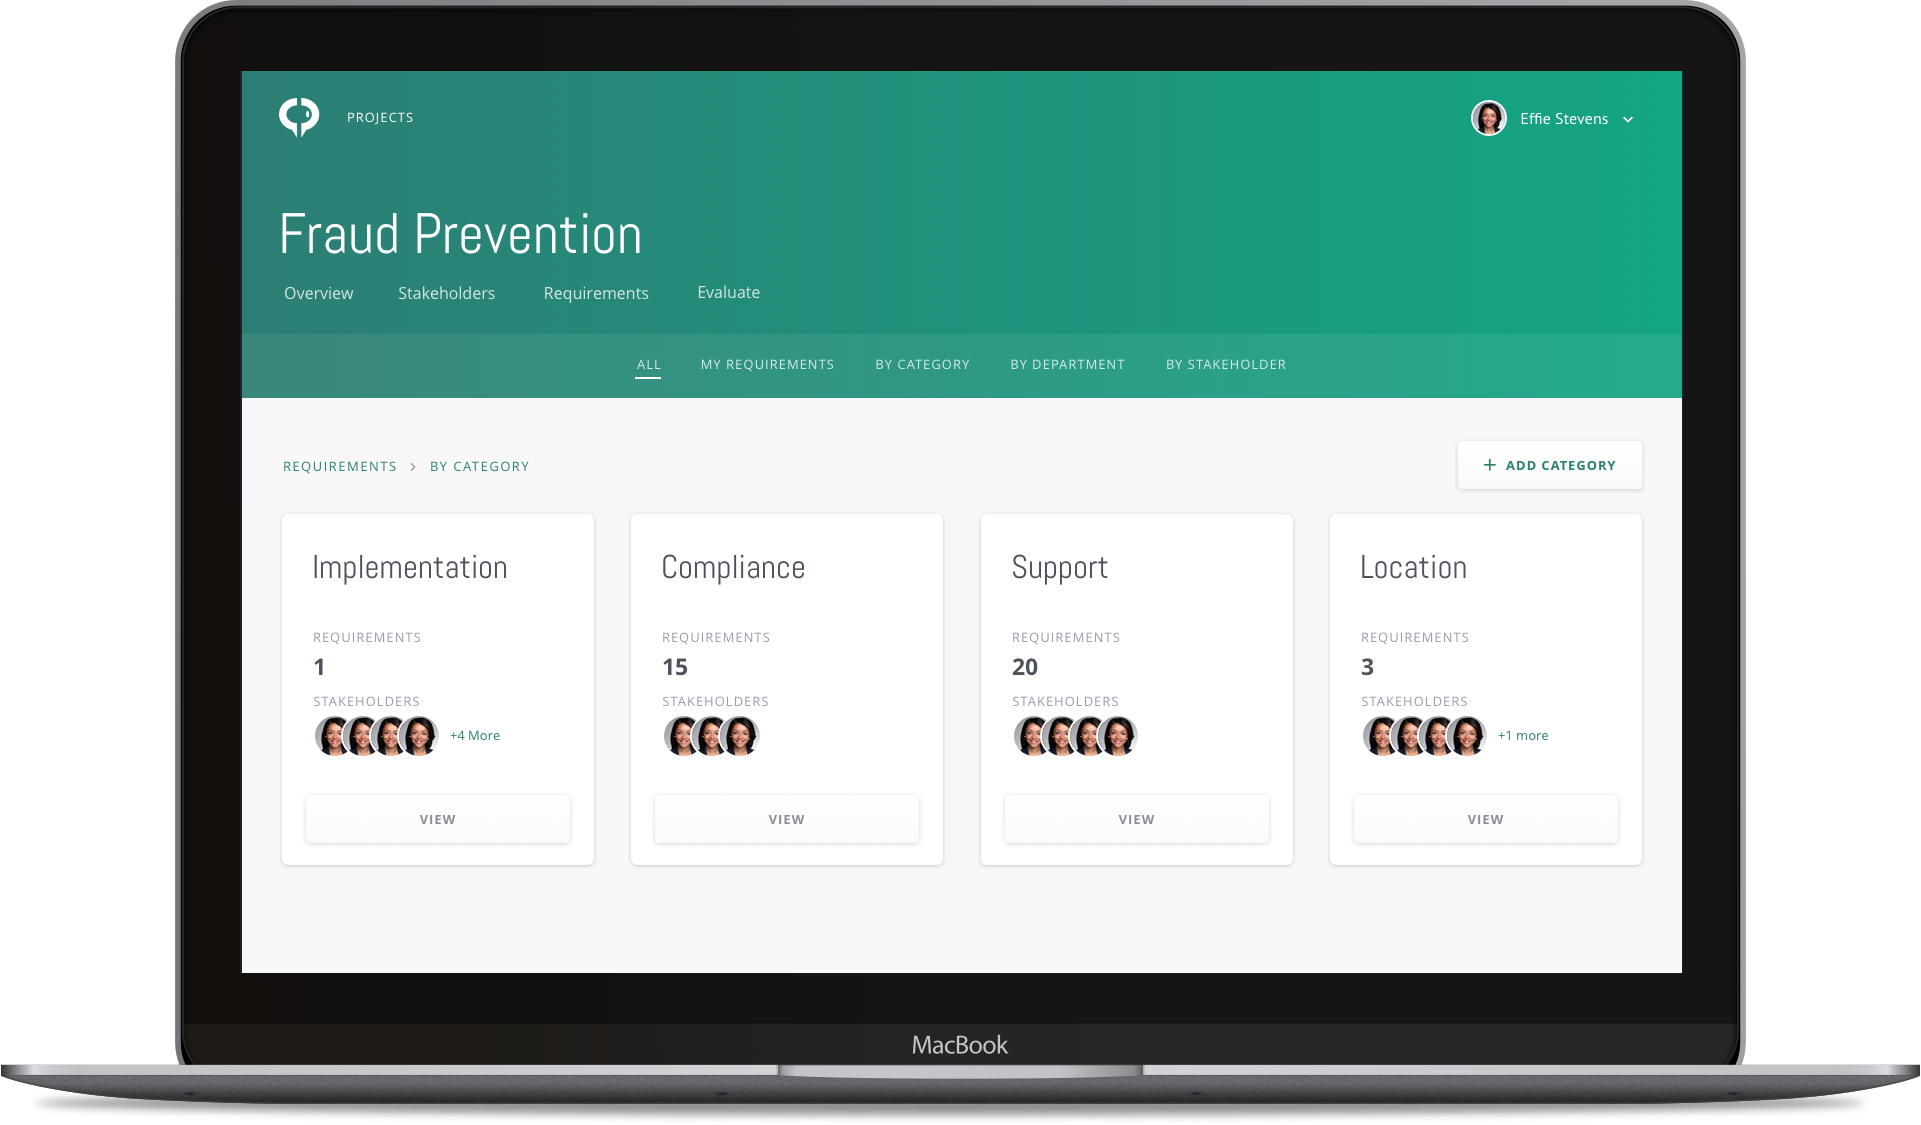 PROJECTS
Effie Stevens
Fraud Prevention
Overview Stakeholders Requirements Evaluate
ALL MY REQUIREMENTS BY CATEGORY BY DEPARTMENT BY STAKEHOLDER
REQUIREMENTS > BY CATEGORY
+ ADD CATEGORY
Implementation
REQUIREMENTS
1
STAKEHOLDERS
+4 More
VIEW
Compliance
REQUIREMENTS
15
STAKEHOLDERS
VIEW
Support
REQUIREMENTS
20
STAKEHOLDERS
VIEW
Location
REQUIREMENTS
3
STAKEHOLDERS
+1 more
VIEW
MacBook